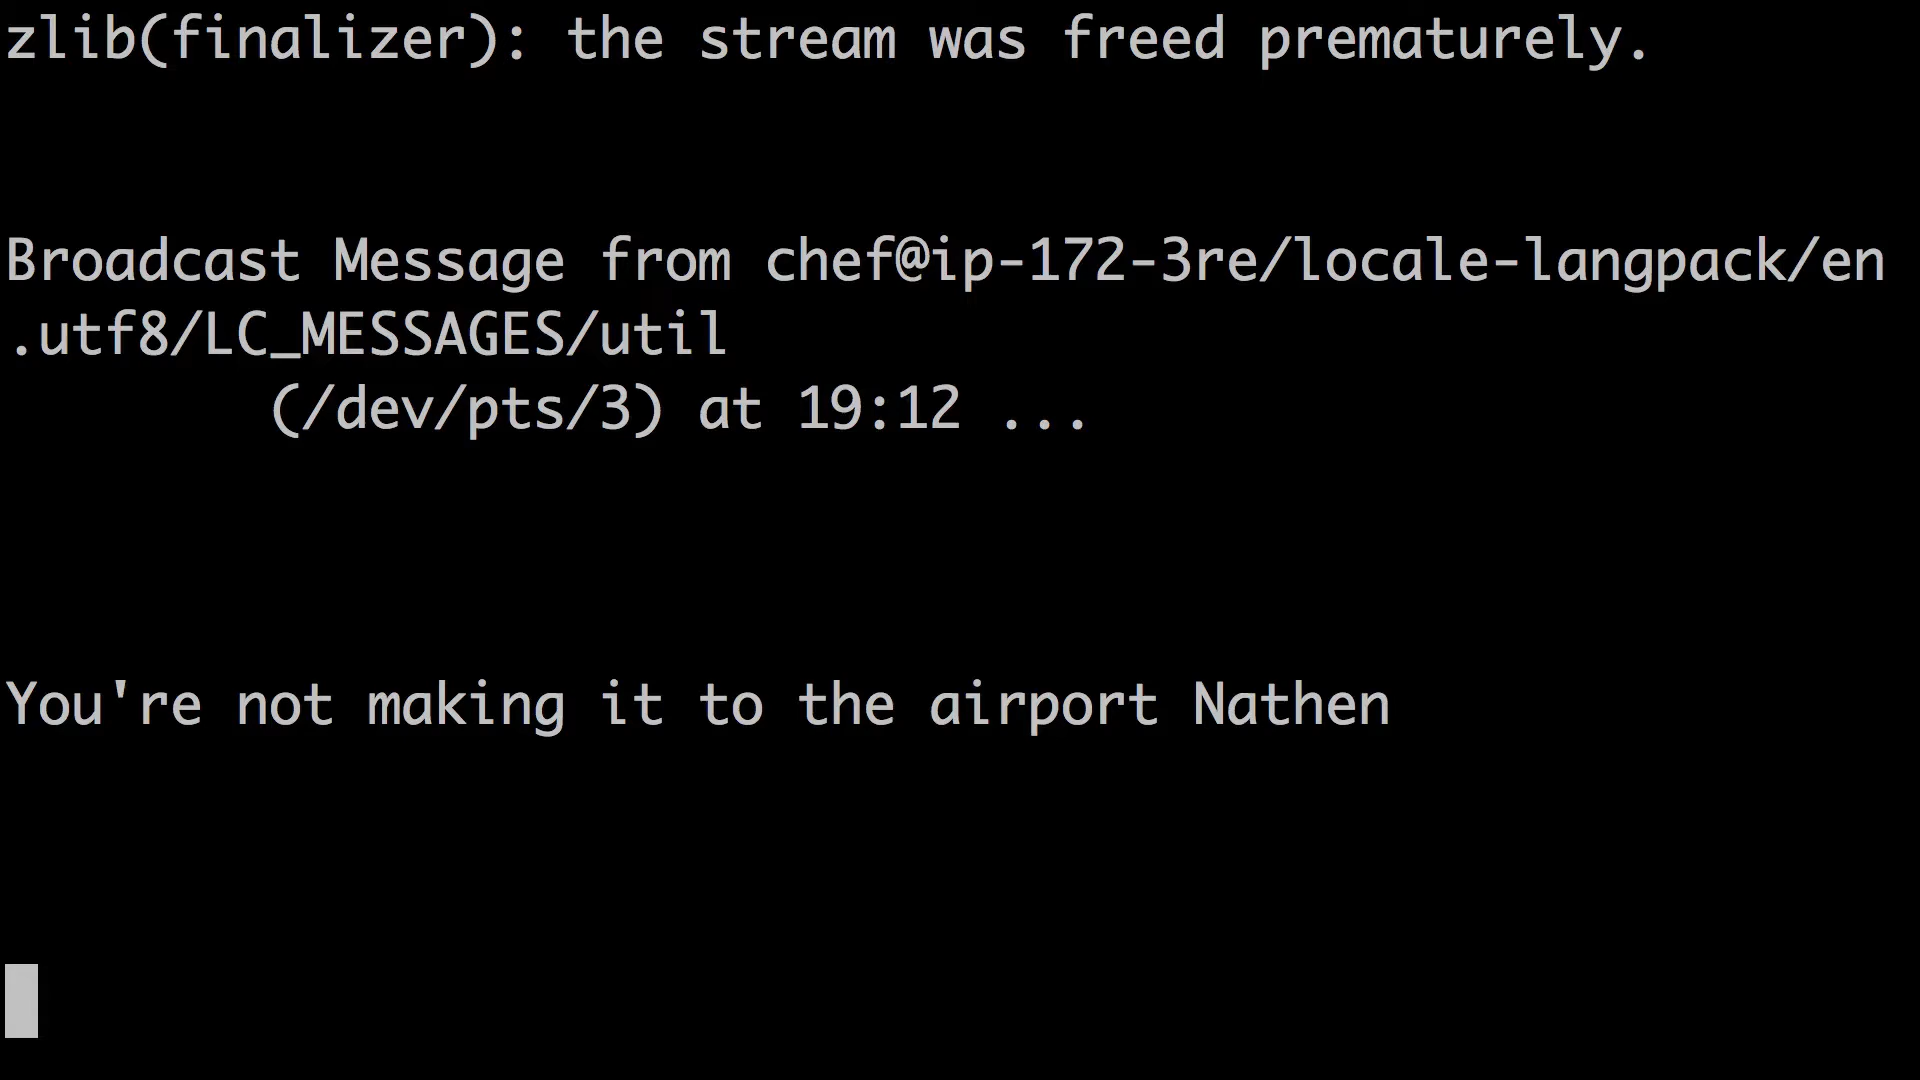 zlib(finalizer): the stream was freed prematurely.
Broadcast Message from chef@ip-172-3re/locale-langpack/en
.utf8/LC_MESSAGES/util
(/dev/pts/3) at 19:12 ...
You're not making it to the airport Nathen